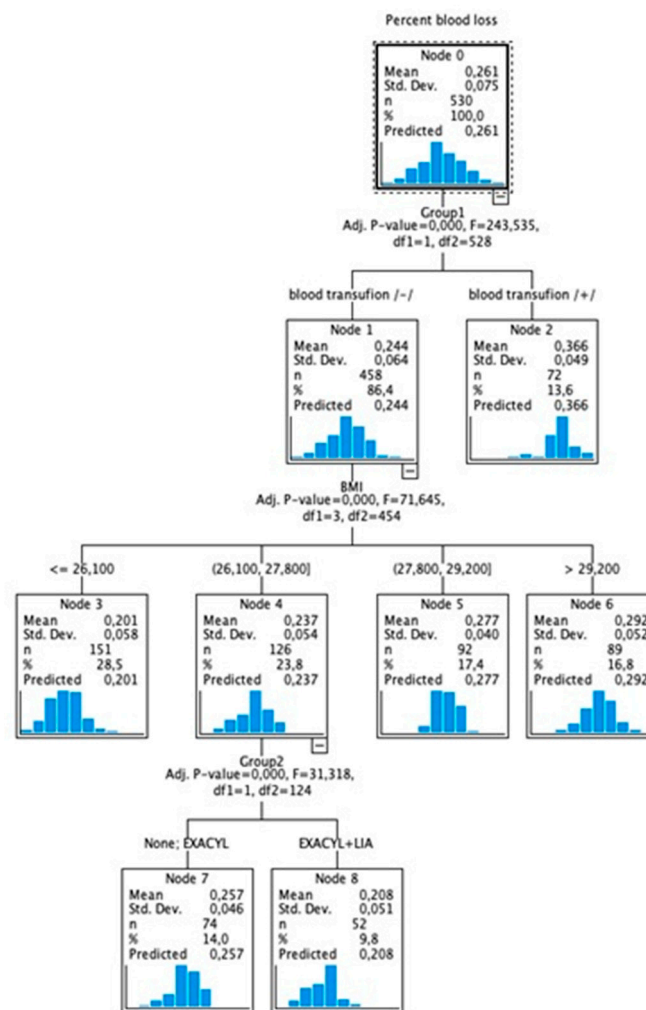 Percent blood loss
Node 0
Mean 0,261
Std. Dev. 0,075
n 530
% 100,0
Predicted 0,261
Group1
Adj. P-value=0,000, F=243,535,
df1=1, df2=528
blood transufion /-/
blood transufion /+/
Node 1
Mean 0,244
Std. Dev. 0,064
n 458
% 86,4
Predicted 0,244
Node 2
Mean 0,366
Std. Dev. 0,049
n 72
% 13,6
Predicted 0,366
BMI
Adj. P-value=0,000, F=71,645,
df1=3, df2=454
<= 26,100
(26,100, 27,800]
(27,800, 29,200]
> 29,200
Node 3
Mean 0,201
Std. Dev. 0,058
n 151
% 28,5
Predicted 0,201
Node 4
Mean 0,237
Std. Dev. 0,054
n 126
% 23,8
Predicted 0,237
Node 5
Mean 0,277
Std. Dev. 0,040
n 92
% 17,4
Predicted 0,277
Node 6
Mean 0,292
Std. Dev. 0,052
n 89
% 16,8
Predicted 0,292
Group2
Adj. P-value=0,000, F=31,318,
df1=1, df2=124
None; EXACYL
EXACYL+LIA
Node 7
Mean 0,257
Std. Dev. 0,046
n 74
% 14,0
Predicted 0,257
Node 8
Mean 0,208
Std. Dev. 0,051
n 52
% 9,8
Predicted 0,208